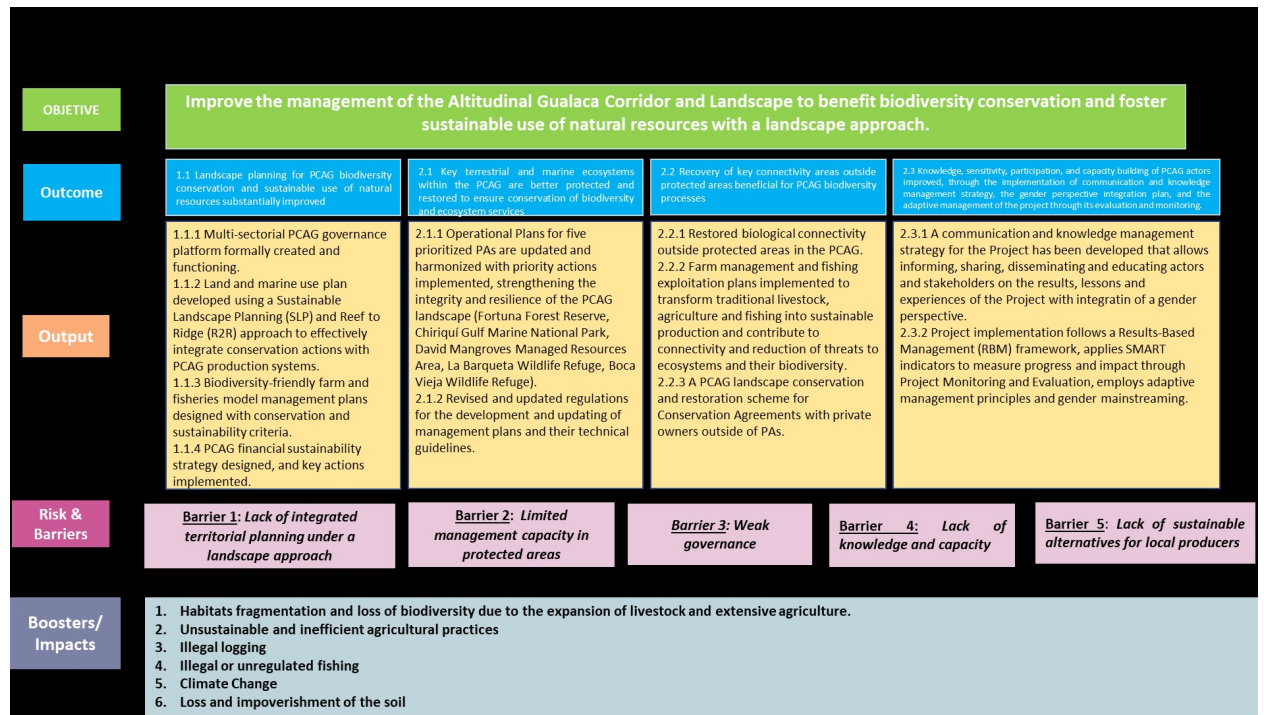 OBJETIVE
Improve the management of the Altitudinal Gualaca Corridor and Landscape to benefit biodiversity conservation and foster
sustainable use of natural resources with a landscape approach.
Outcome
1.1 Landscape planning for PCAG biodiversity
conservation and sustainable use of natural
resources substantially improved
2.1 Key terrestrial and marine ecosystems
within the PCAG are better protected and
restored to ensure conservation of biodiversity
and ecosystem services
2.2 Recovery of key connectivity areas outside
protected areas beneficial for PCAG biodiversity
processes
2.3 Knowledge, sensitivity, participation, and capacity building of PCAG actors
improved, through the implementation of communication and knowledge
management strategy, the gender perspective integration plan, and the
adaptive management of the project through its evaluation and monitoring.
Output
1.1.1 Multi-sectorial PCAG governance
platform formally created and
functioning.
1.1.2 Land and marine use plan
developed using a Sustainable
Landscape Planning (SLP) and Reef to
Ridge (R2R) approach to effectively
integrate conservation actions with
PCAG production systems.
1.1.3 Biodiversity-friendly farm and
fisheries model management plans
designed with conservation and
sustainability criteria.
1.1.4 PCAG financial sustainability
strategy designed, and key actions
implemented.
2.1.1 Operational Plans for five
prioritized PAs are updated and
harmonized with priority actions
implemented, strengthening the
integrity and resilience of the PCAG
landscape (Fortuna Forest Reserve,
Chiriquí Gulf Marine National Park,
David Mangroves Managed Resources
Area, La Barqueta Wildlife Refuge, Boca
Vieja Wildlife Refuge).
2.1.2 Revised and updated regulations
for the development and updating of
management plans and their technical
guidelines.
2.2.1 Restored biological connectivity
outside protected areas in the PCAG.
2.2.2 Farm management and fishing
exploitation plans implemented to
transform traditional livestock,
agriculture and fishing into sustainable
production and contribute to
connectivity and reduction of threats to
ecosystems and their biodiversity.
2.2.3 A PCAG landscape conservation
and restoration scheme for
Conservation Agreements with private
owners outside of PAs.
2.3.1 A communication and knowledge management
strategy for the Project has been developed that allows
informing, sharing, disseminating and educating actors
and stakeholders on the results, lessons and
experiences of the Project with integratin of a gender
perspective.
2.3.2 Project implementation follows a Results-Based
Management (RBM) framework, applies SMART
indicators to measure progress and impact through
Project Monitoring and Evaluation, employs adaptive
management principles and gender mainstreaming.
Risk &
Barriers
Barrier 1: Lack of integrated
territorial planning under a
landscape approach
Barrier 2: Limited
management capacity in
protected areas
Barrier 3: Weak
governance
Barrier 4: Lack of
knowledge and capacity
Barrier 5: Lack of sustainable
alternatives for local producers
Boosters/
Impacts
1. Habitats fragmentation and loss of biodiversity due to the expansion of livestock and extensive agriculture.
2. Unsustainable and inefficient agricultural practices
3. Illegal logging
4. Illegal or unregulated fishing
5. Climate Change
6. Loss and impoverishment of the soil